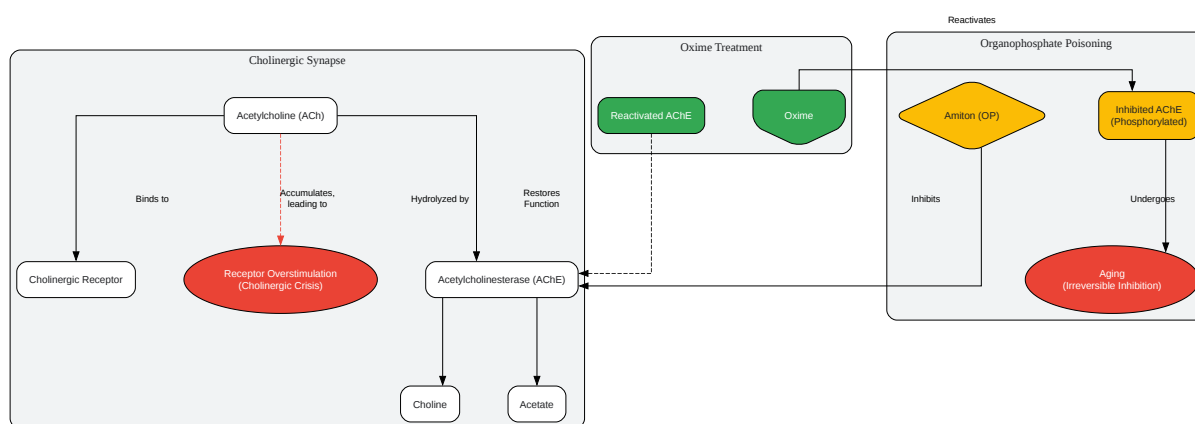 Reactivates
Cholinergic Synapse
Oxime Treatment
Organophosphate Poisoning
Acetylcholine (ACh)
Reactivated AChE
Oxime
Amiton (OP)
Inhibited AChE
(Phosphorylated)
Binds to
Accumulates,
leading to
Hydrolyzed by
Restores
Function
Inhibits
Undergoes
Cholinergic Receptor
Receptor Overstimulation
(Cholinergic Crisis)
Acetylcholinesterase (AChE)
Aging
(Irreversible Inhibition)
Choline
Acetate